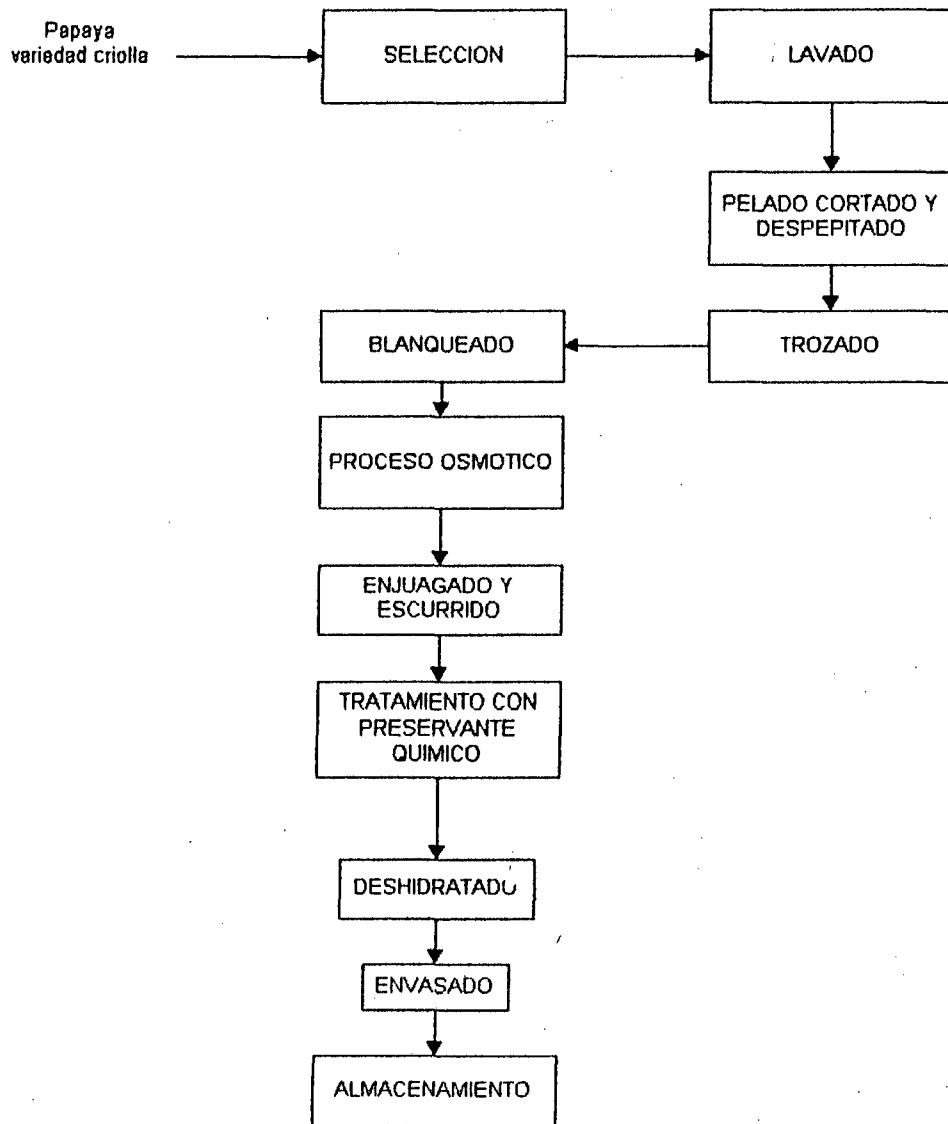 Papaya
variedad criolla
SELECCION
LAVADO
PELADO CORTADO Y
DESPEPITADO
TROZADO
BLANQUEADO
PROCESO OSMOTICO
ENJUAGADO Y
ESCURRIDO
TRATAMIENTO CON
PRESERVANTE
QUIMICO
DESHIDRATADO
ENVASADO
ALMACENAMIENTO